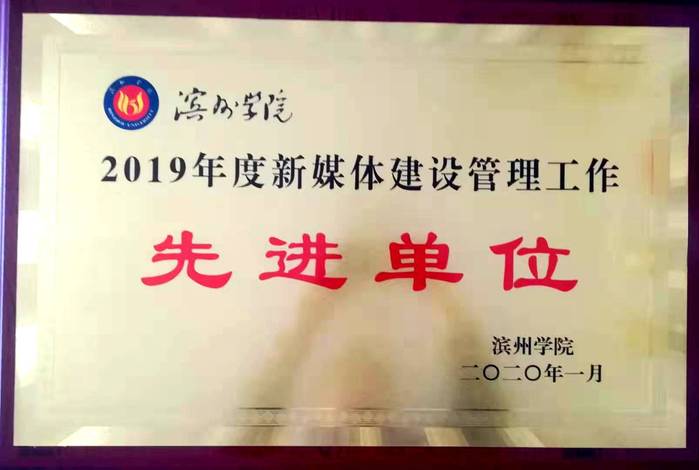 滨州学院
2019年度新媒体建设管理工作
先进单位
滨州学院
二〇二〇年一月